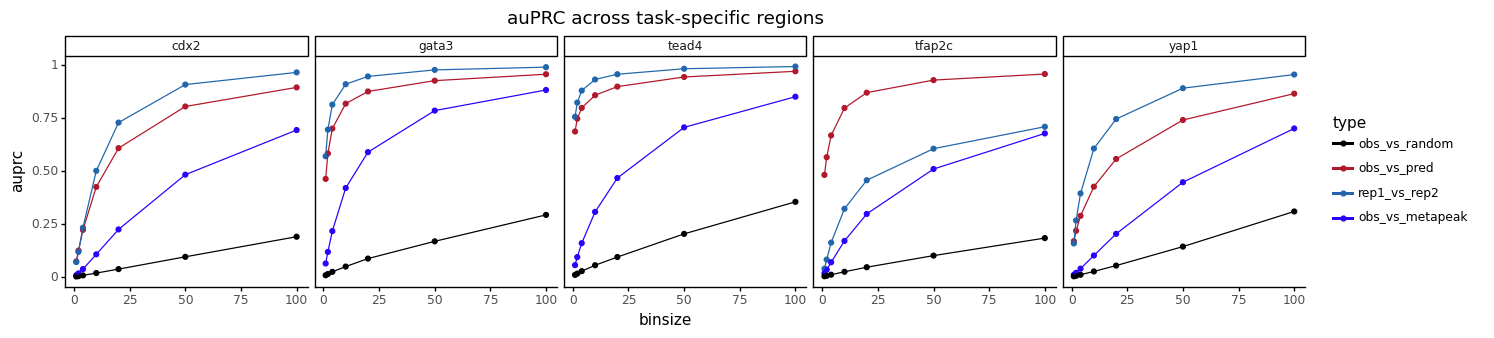 auPRC across task-specific regions
cdx2 gata3 tead4 tfap2c yap1
1
0.75
0.50
0.25
0
auprc
0 25 50 75 100 0 25 50 75 100 0 25 50 75 100 0 25 50 75 100 0 25 50 75 100
binsize
type
obs_vs_random
obs_vs_pred
rep1_vs_rep2
obs_vs_metapeak